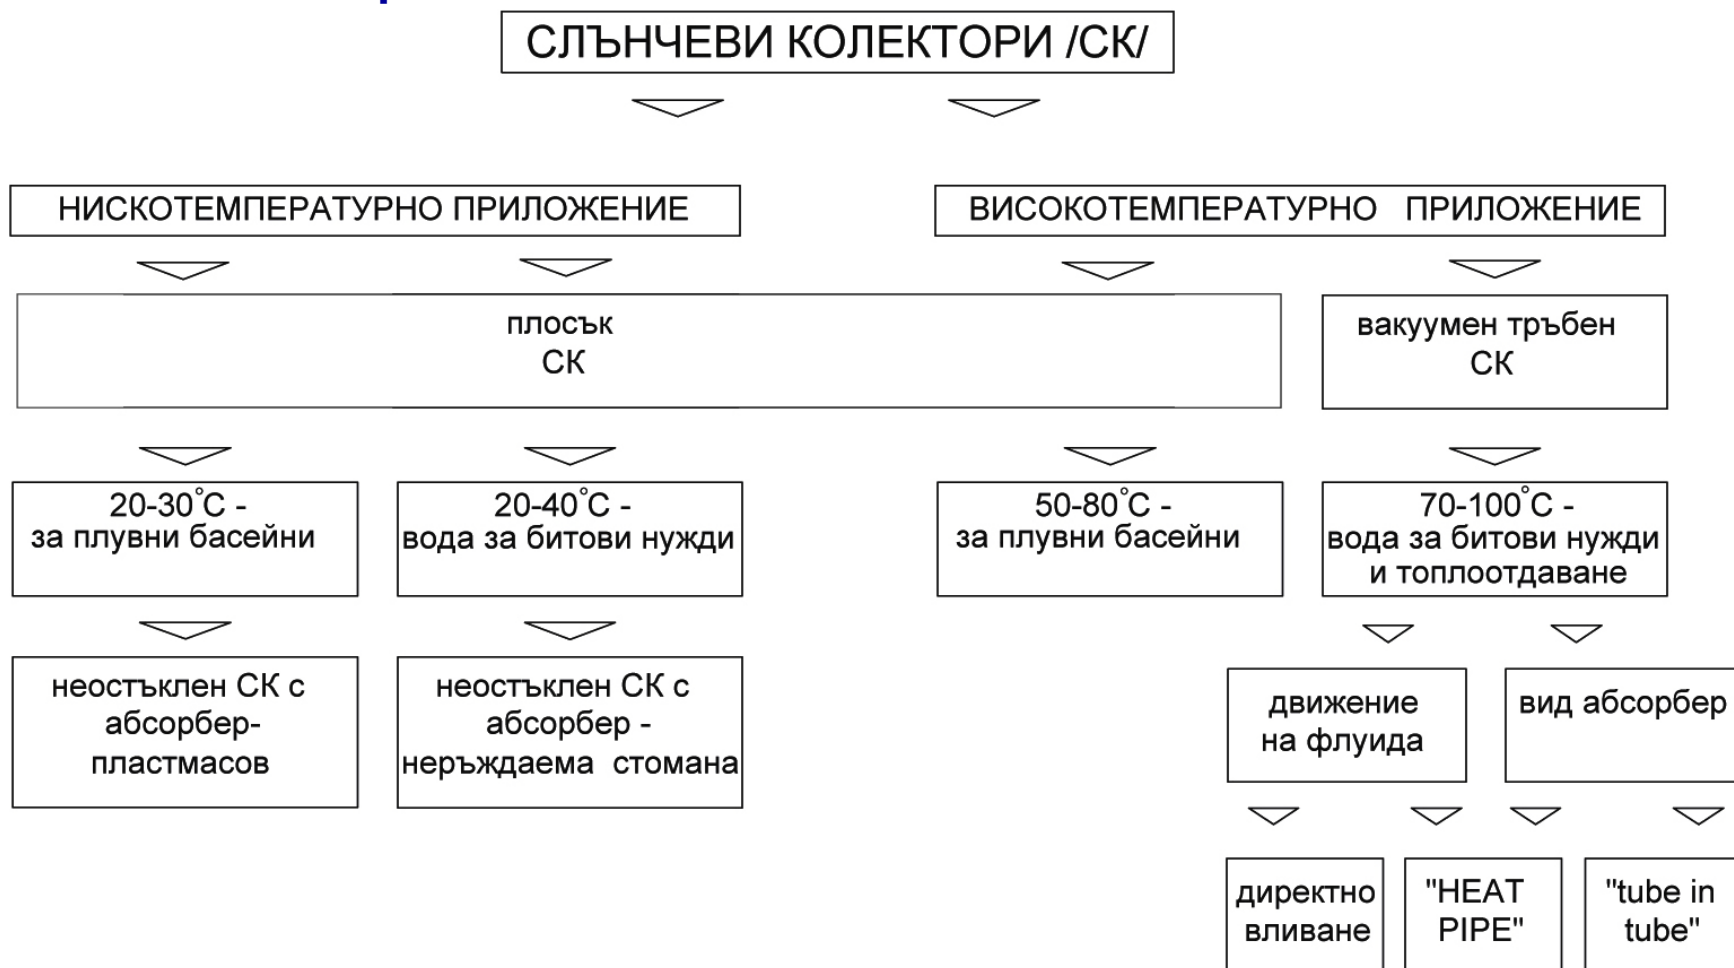 СЛЪНЧЕВИ КОЛЕКТОРИ /СК/
НИСКОТЕМПЕРАТУРНО ПРИЛОЖЕНИЕ
ВИСОКОТЕМПЕРАТУРНО ПРИЛОЖЕНИЕ
плосък
СК
вакуумен тръбен
СК
20-30°C -
за плувни басейни
20-40°C -
вода за битови нужди
50-80°C -
за плувни басейни
70-100°C -
вода за битови нужди
и топлоотдаване
неостъклен СК с
абсорбер-
пластмасов
неостъклен СК с
абсорбер -
неръждаема стомана
движение
на флуида
вид абсорбер
директно
вливане
"HEAT
PIPE"
"tube in
tube"